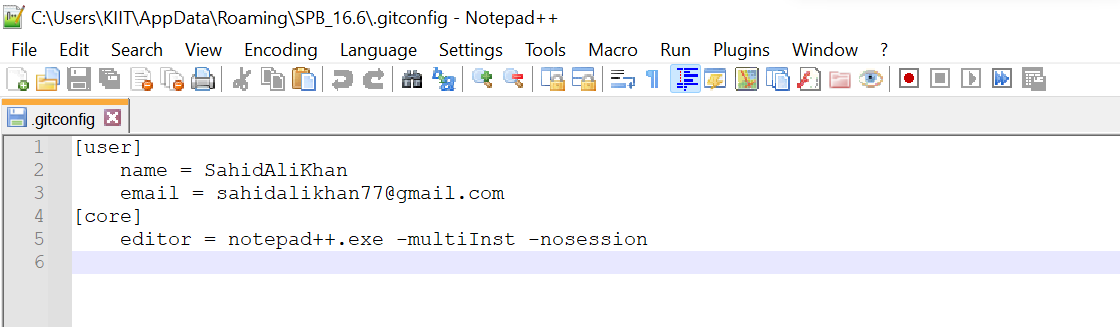 C:\Users\KIIT\AppData\Roaming\SPB_16.6\.gitconfig - Notepad++
File Edit Search View Encoding Language Settings Tools Macro Run Plugins Window ?
.gitconfig
1 [user]
2     name = SahidAliKhan
3     email = sahidalikhan77@gmail.com
4 [core]
5     editor = notepad++.exe -multiInst -nosession
6